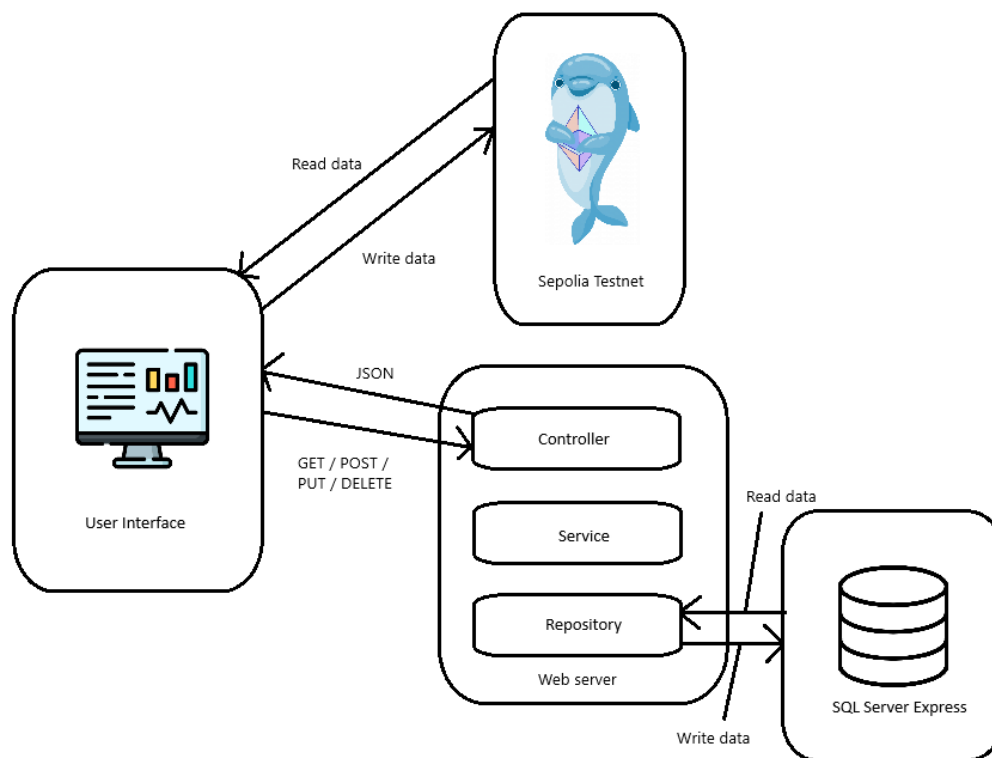 Read data
Write data
Sepolia Testnet
JSON
GET / POST /
PUT / DELETE
User Interface
Controller
Service
Repository
Web server
Read data
Write data
SQL Server Express